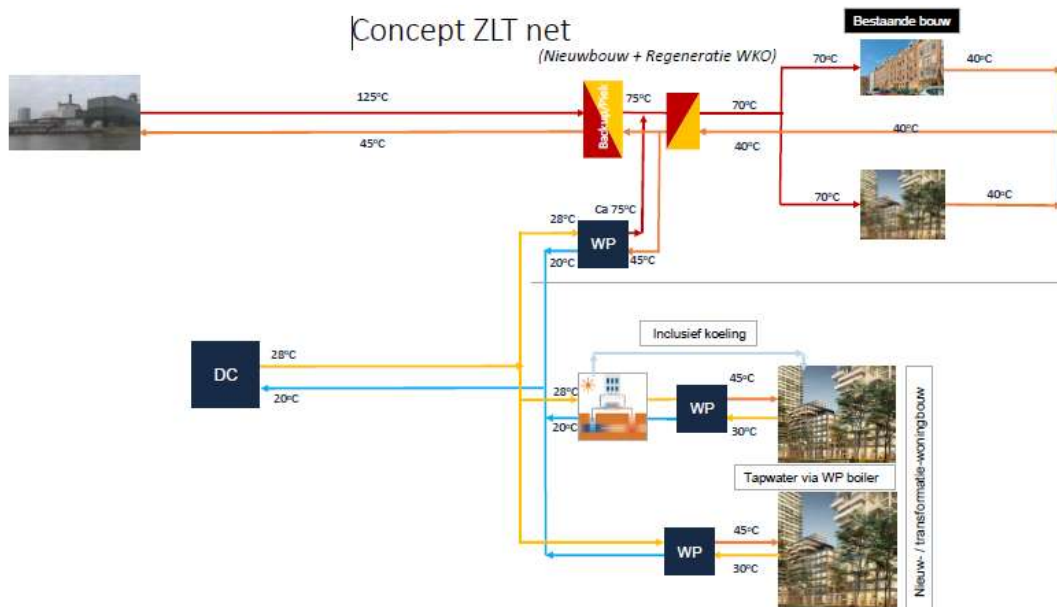 Concept ZLT net
(Nieuwbouw + Regeneratie WKO)
Bestaande bouw
125ºC
45ºC
Backup/Piek
75ºC
70ºC
40ºC
70ºC
40ºC
40ºC
70ºC
40ºC
Ca 75ºC
28ºC
WP
20ºC
45ºC
Inclusief koeling
DC
28ºC
20ºC
28ºC
20ºC
WP
45ºC
30ºC
Tapwater via WP boiler
WP
45ºC
30ºC
Nieuw- / transformatie-woningbouw